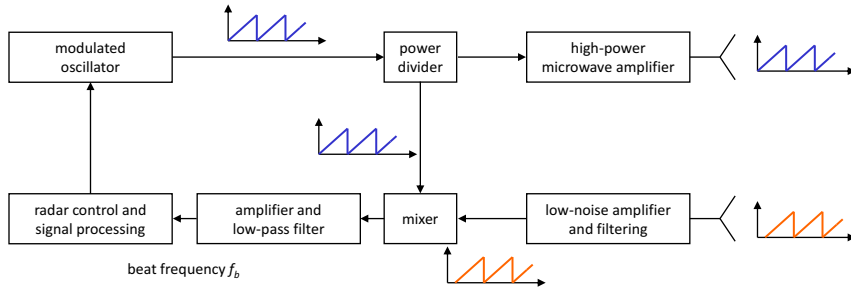 modulated
oscillator
power
divider
high-power
microwave amplifier
radar control and
signal processing
amplifier and
low-pass filter
mixer
low-noise amplifier
and filtering
beat frequency f_b